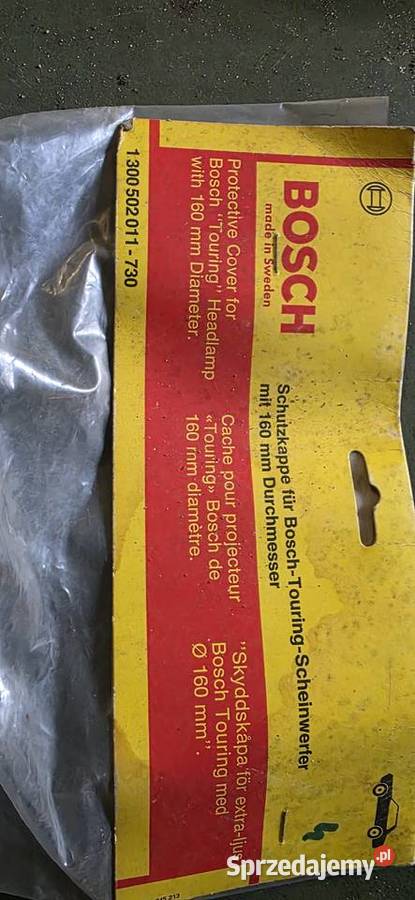 BOSCH
made in Sweden
Schutzkappe für Bosch-Touring-Scheinwerfer
mit 160 mm Durchmesser
Protective Cover for
Bosch "Touring" Headlamp
with 160 mm Diameter.
Cache pour projecteur
«Touring» Bosch de
160 mm diamètre.
"Skyddskåpa för extra-ljus
Bosch Touring med
Ø 160 mm".
1 300 502 011 - 730
Sprzedajemy.pl